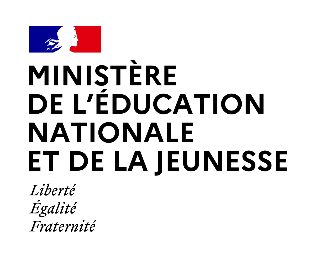 MINISTÈRE
DE L'ÉDUCATION
NATIONALE
ET DE LA JEUNESSE
Liberté
Égalité
Fraternité